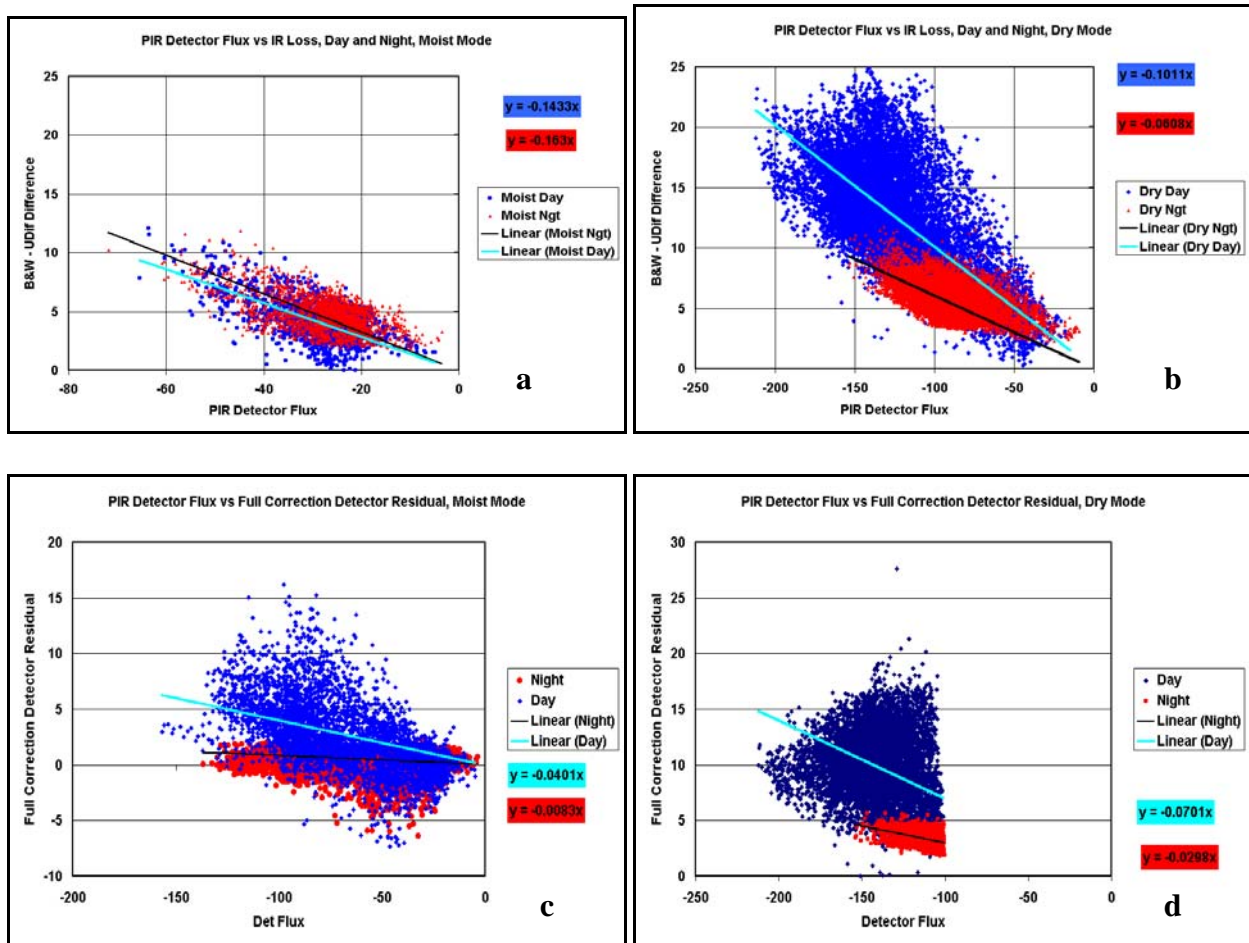 PIR Detector Flux vs IR Loss, Day and Night, Moist Mode
25
20
15
10
5
0
-80
-60
-40
-20
0
B&W - UDif Difference
PIR Detector Flux
y = -0.1433x
y = -0.163x
Moist Day
Moist Ngt
Linear (Moist Ngt)
Linear (Moist Day)
a
PIR Detector Flux vs IR Loss, Day and Night, Dry Mode
25
20
15
10
5
0
-250
-200
-150
-100
-50
0
B&W - UDif Difference
PIR Detector Flux
y = -0.1011x
y = -0.0608x
Dry Day
Dry Ngt
Linear (Dry Ngt)
Linear (Dry Day)
b
PIR Detector Flux vs Full Correction Detector Residual, Moist Mode
20
15
10
5
0
-5
-10
-200
-150
-100
-50
0
Full Correction Detector Residual
Det Flux
Night
Day
Linear (Night)
Linear (Day)
y = -0.0401x
y = -0.0083x
c
PIR Detector Flux vs Full Correction Detector Residual, Dry Mode
30
25
20
15
10
5
0
-250
-200
-150
-100
-50
0
Full Correction Detector Residual
Detector Flux
Day
Night
Linear (Night)
Linear (Day)
y = -0.0701x
y = -0.0298x
d